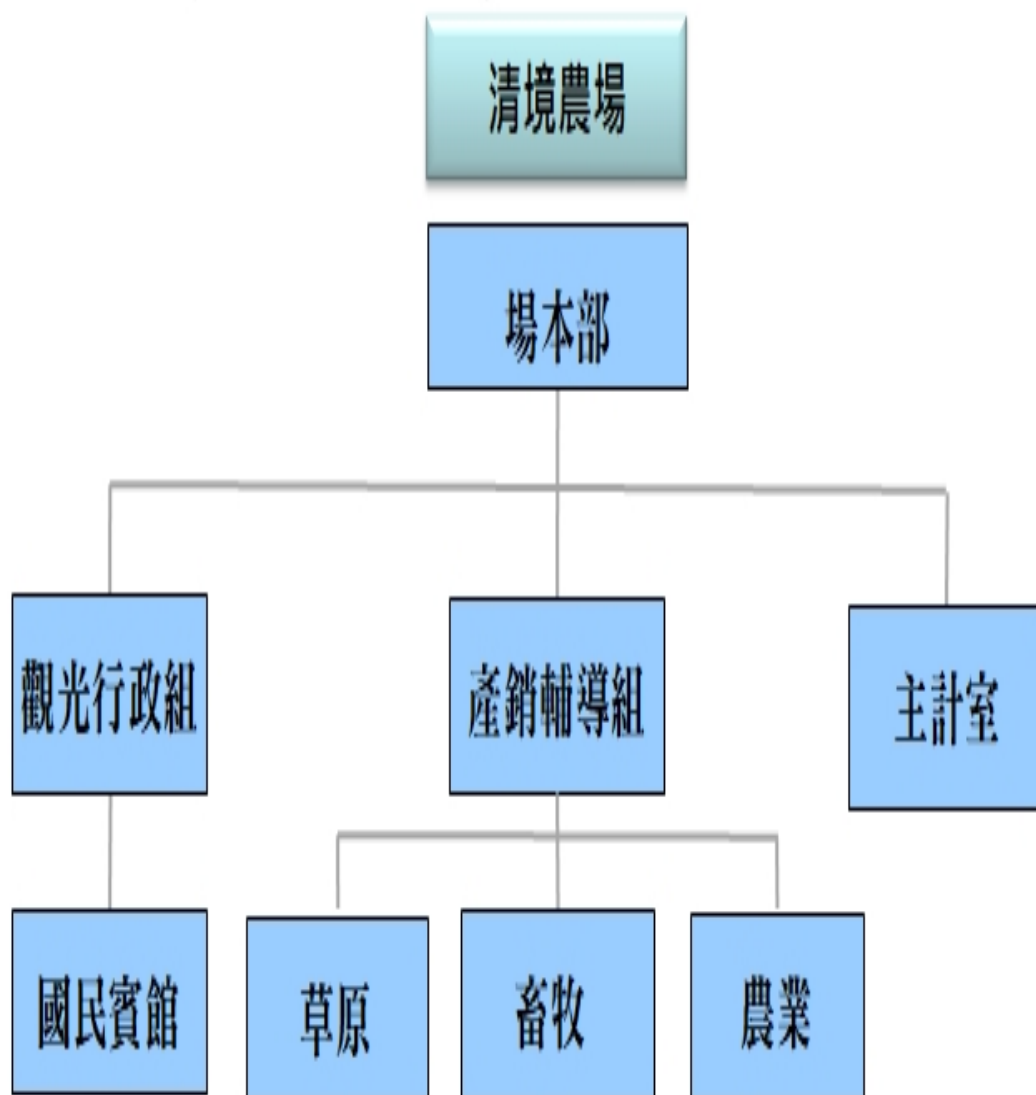 清境農場
場本部
觀光行政組
產銷輔導組
主計室
國民賓館
草原
畜牧
農業